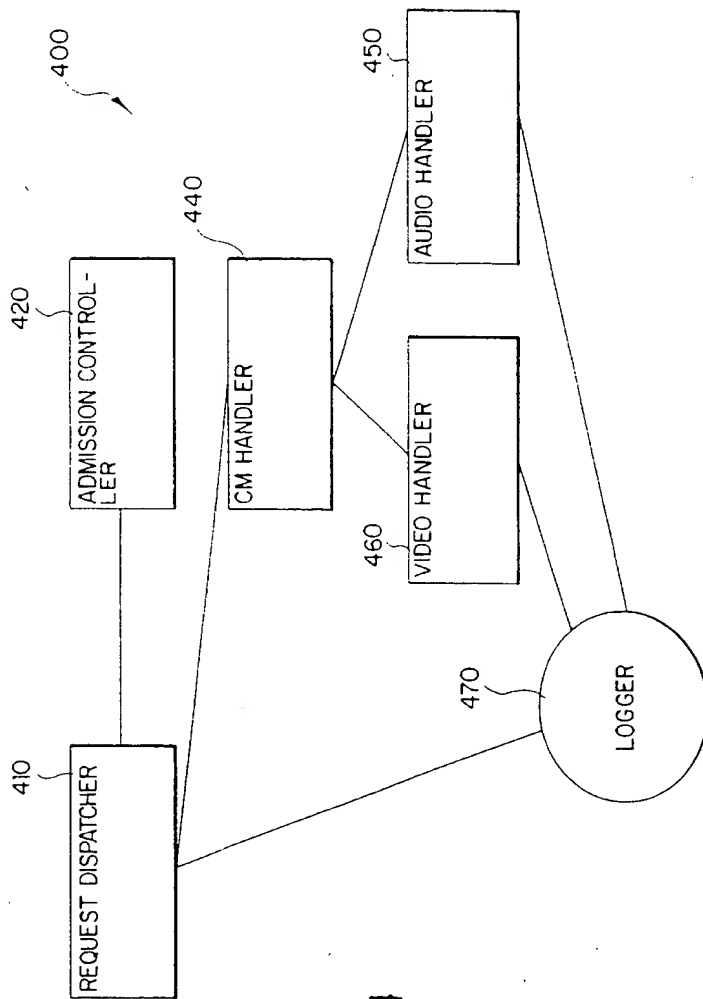 400
410
REQUEST DISPATCHER
420
ADMISSION CONTROL-
LER
440
CM HANDLER
450
AUDIO HANDLER
460
VIDEO HANDLER
470
LOGGER